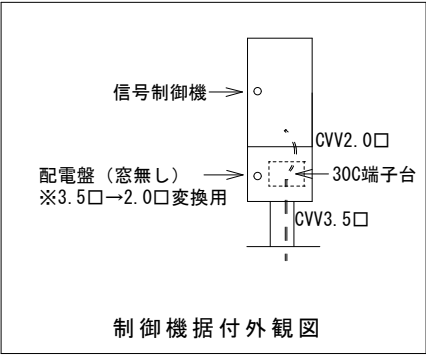 信号制御機
CVV2.0□
配電盤（窓無し）
※3.5□→2.0□変換用
30C端子台
CVV3.5□
制御機据付外観図